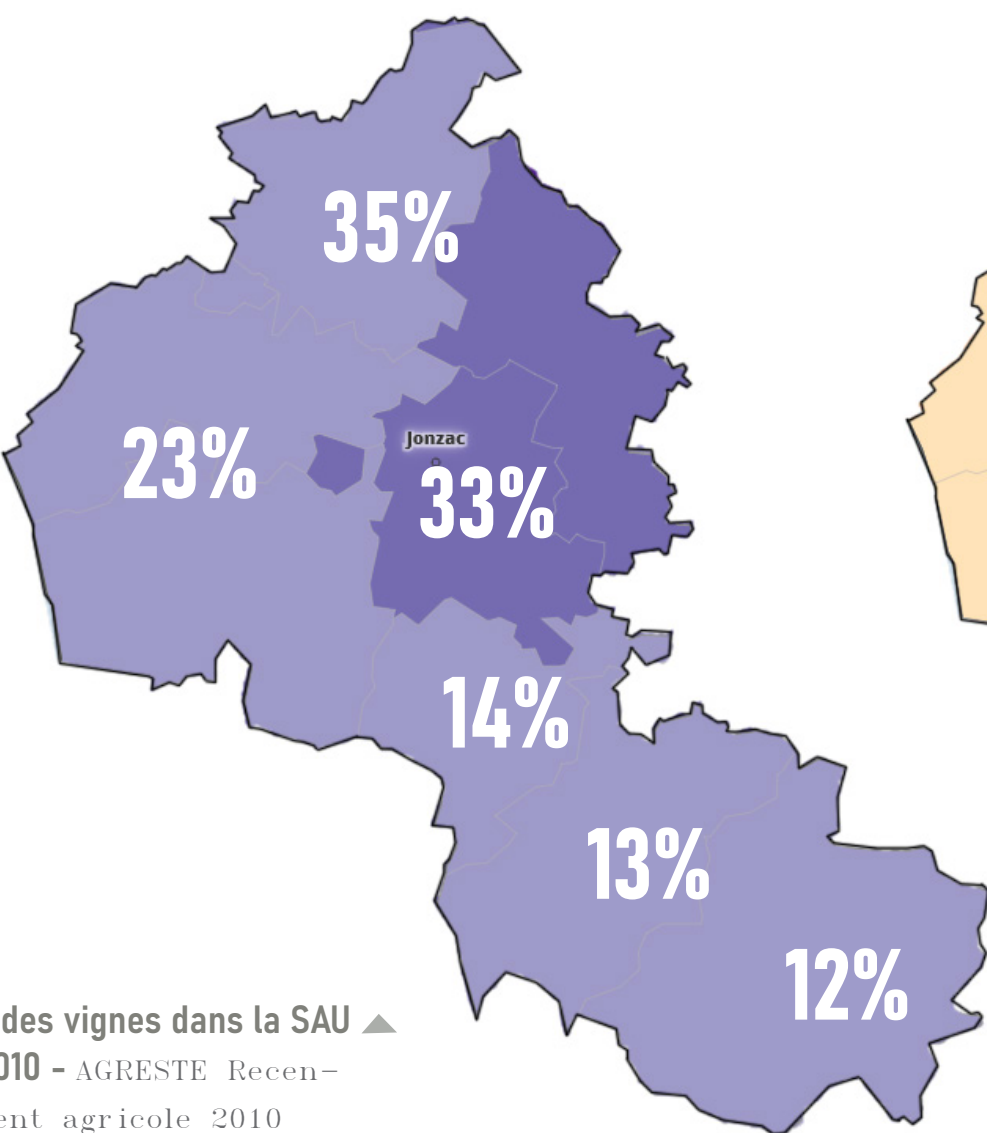 35%
Jonzac
23%
33%
14%
13%
12%
des vignes dans la SAU
010 - AGRESTE Recen-
ent agricole 2010